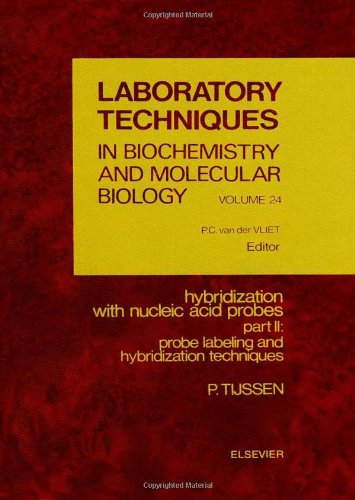 LABORATORY
TECHNIQUES
IN BIOCHEMISTRY
AND MOLECULAR
BIOLOGY VOLUME 24
P.C. van der VLIET
Editor
hybridization
with nucleic acid probes
part II:
probe labeling and
hybridization techniques
P. TIJSSEN
ELSEVIER